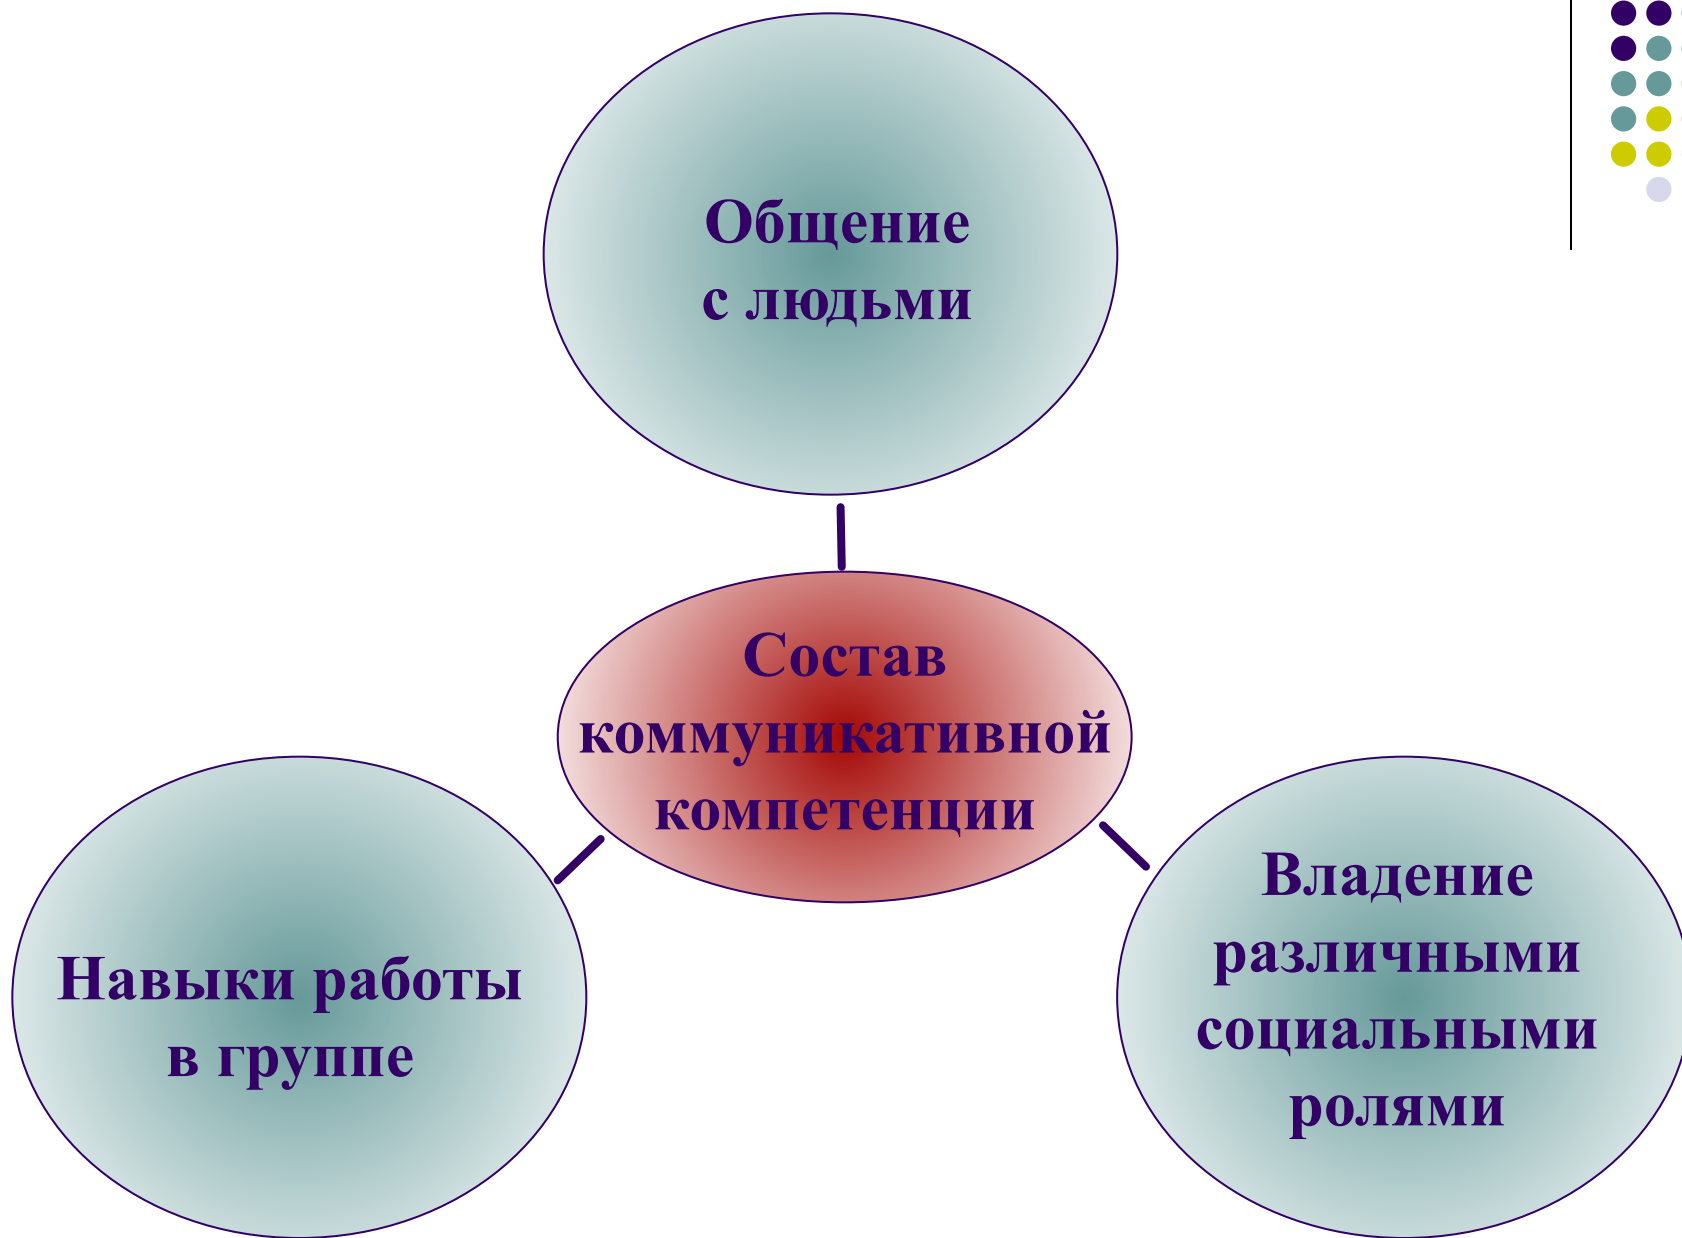 Общение
с людьми
Состав
коммуникативной
компетенции
Навыки работы
в группе
Владение
различными
социальными
ролями